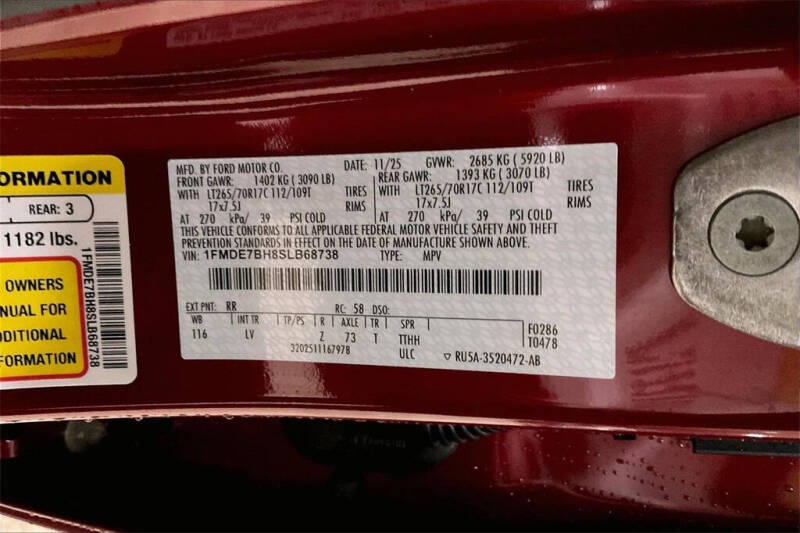 ORMATION
REAR: 3
1182 lbs.
OWNERS
NUAL FOR
DITIONAL
FORMATION
1FMDE7BH8SLB68738
MFD. BY FORD MOTOR CO.
DATE: 11/25 GVWR: 2685 KG ( 5920 LB)
FRONT GAWR: 1402 KG ( 3090 LB) REAR GAWR: 1393 KG ( 3070 LB)
WITH LT265/70R17C 112/109T TIRES WITH LT265/70R17C 112/109T TIRES
17x7.5J RIMS 17x7.5J RIMS
AT 270 kPa/ 39 PSI COLD AT 270 kPa/ 39 PSI COLD
THIS VEHICLE CONFORMS TO ALL APPLICABLE FEDERAL MOTOR VEHICLE SAFETY AND THEFT
PREVENTION STANDARDS IN EFFECT ON THE DATE OF MANUFACTURE SHOWN ABOVE.
VIN: 1FMDE7BH8SLB68738 TYPE: MPV
EXT PNT: RR RC: 58 DSO:
WB INT TR TP/PS R AXLE TR SPR F0286
116 LV Z 73 T TTHH T0478
3202511167978 ULC ▽ RU5A-3520472-AB